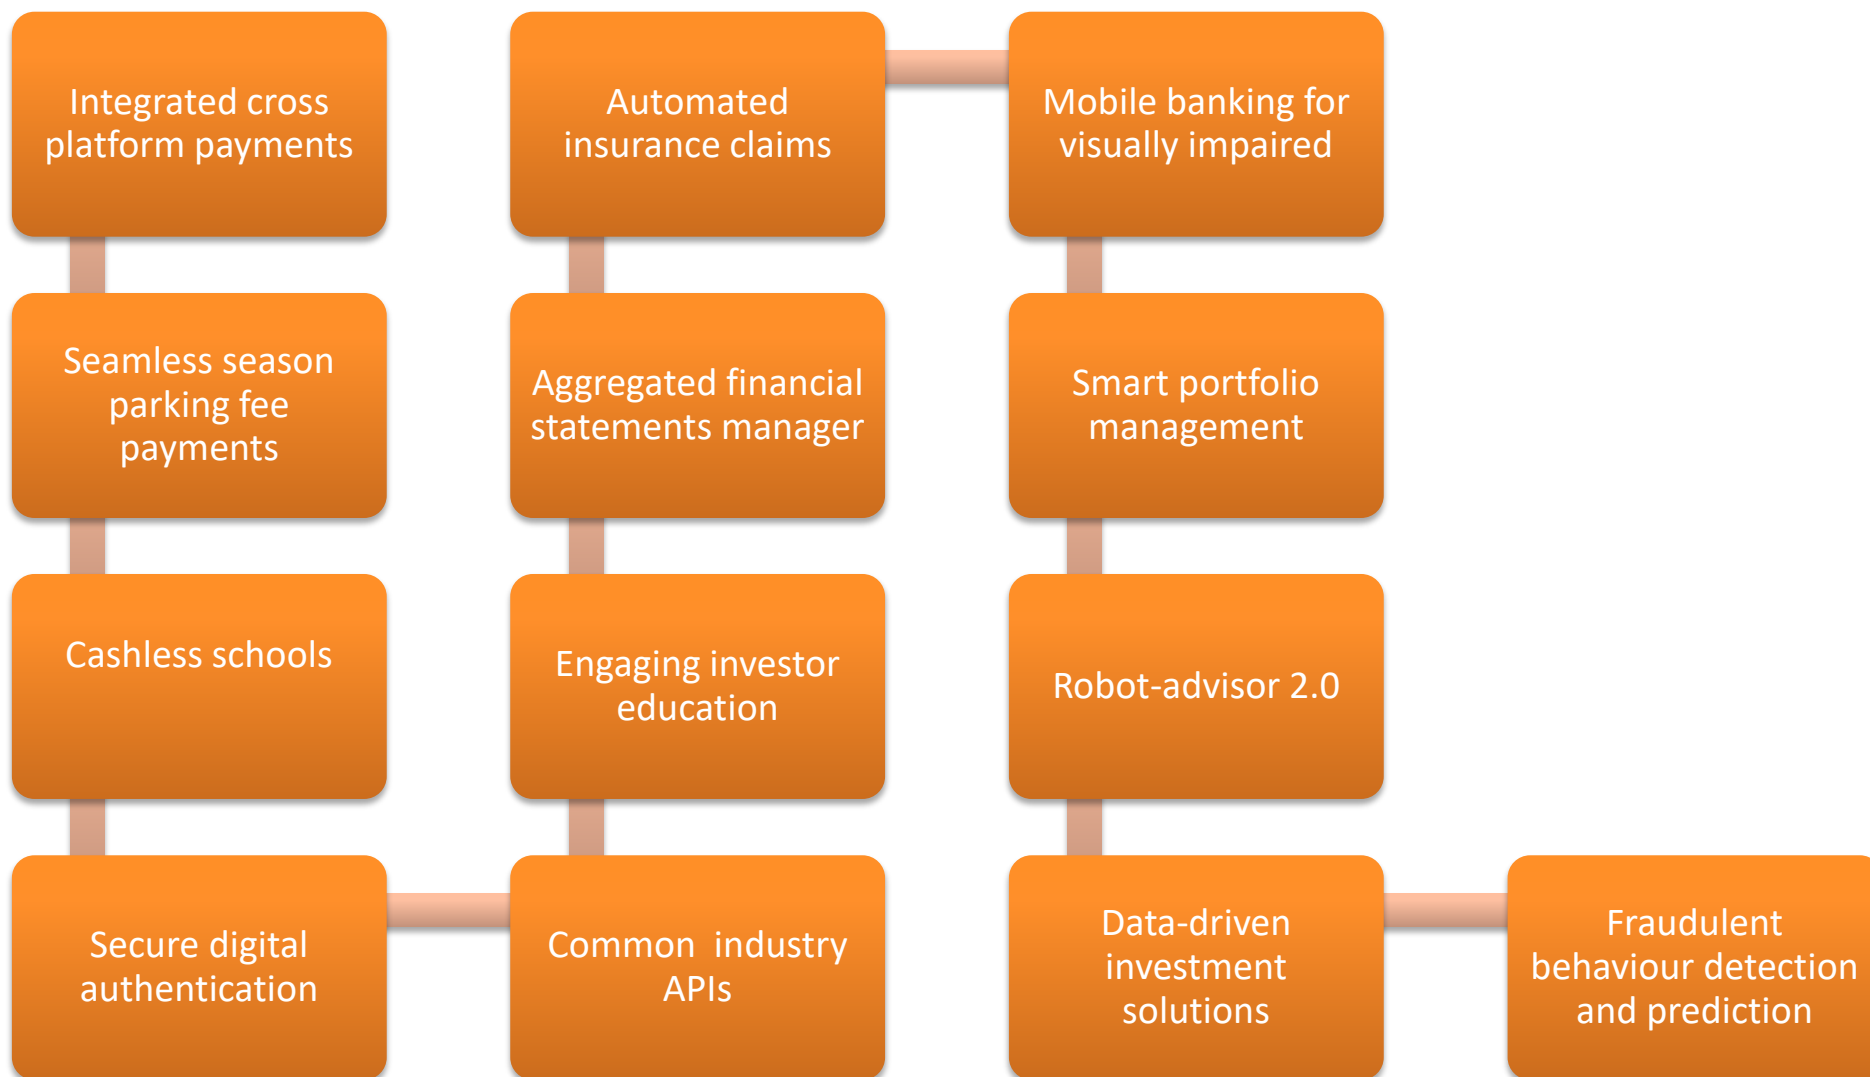 Integrated cross
platform payments
Seamless season
parking fee
payments
Cashless schools
Secure digital
authentication
Common  industry
APIs
Engaging investor
education
Aggregated financial
statements manager
Automated
insurance claims
Mobile banking for
visually impaired
Smart portfolio
management
Robot-advisor 2.0
Data-driven
investment
solutions
Fraudulent
behaviour detection
and prediction